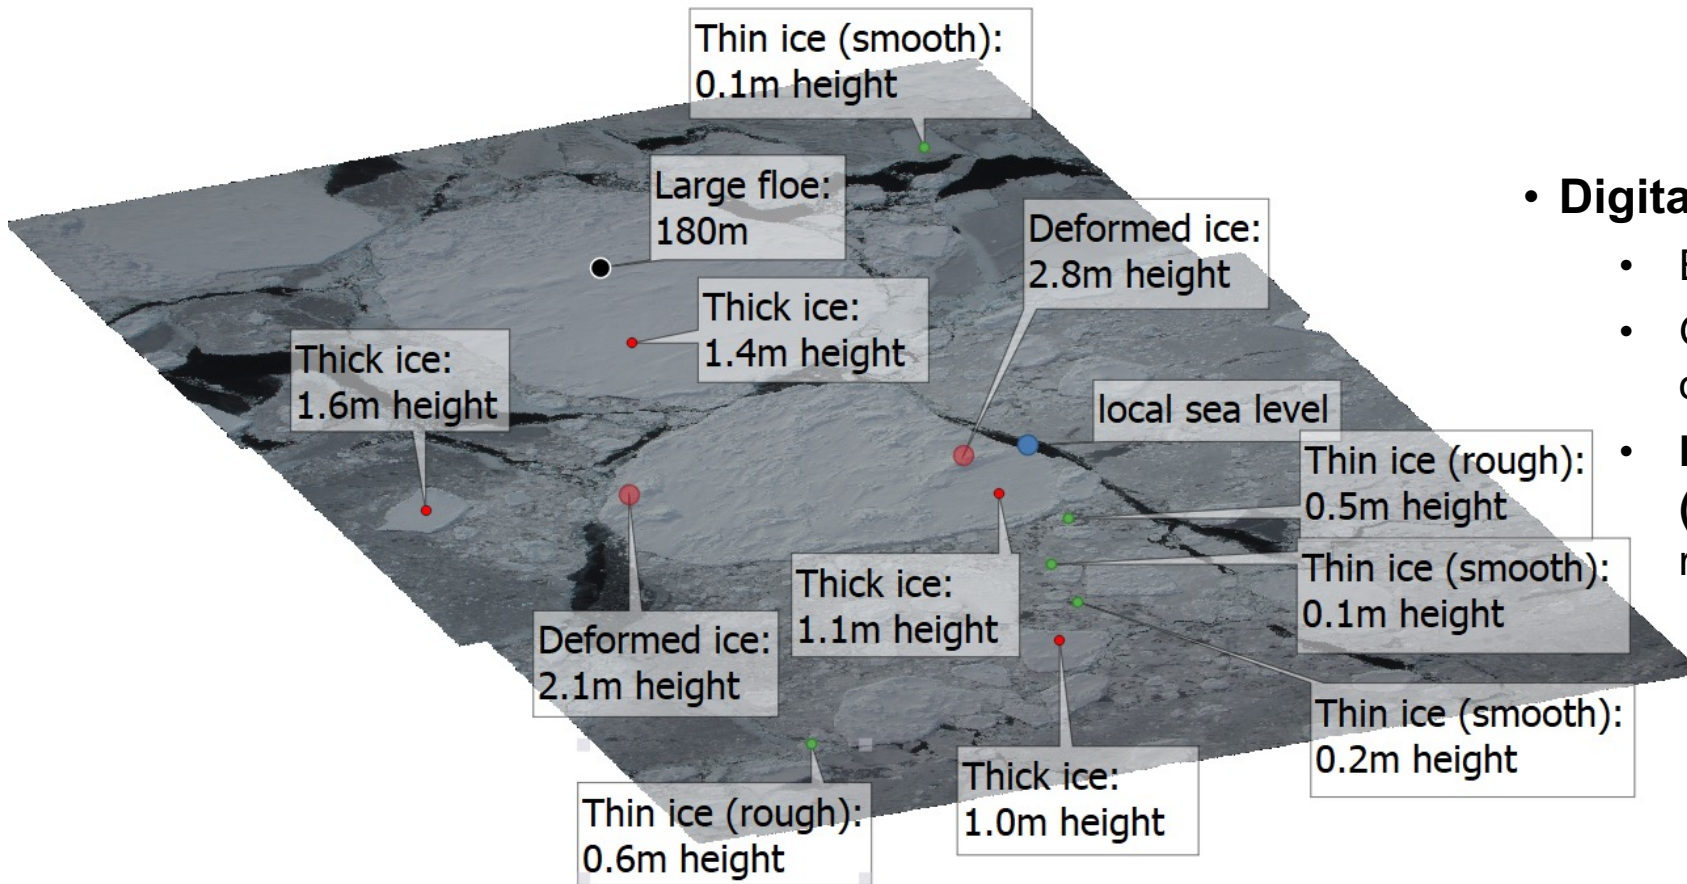 Thin ice (smooth):
0.1m height
Large floe:
180m
Deformed ice:
2.8m height
Thick ice:
1.4m height
Thick ice:
1.6m height
local sea level
Thin ice (rough):
0.5m height
Thin ice (smooth):
0.1m height
Thick ice:
1.1m height
Deformed ice:
2.1m height
Thin ice (smooth):
0.2m height
Thick ice:
1.0m height
Thin ice (rough):
0.6m height
• Digita
•
•
•